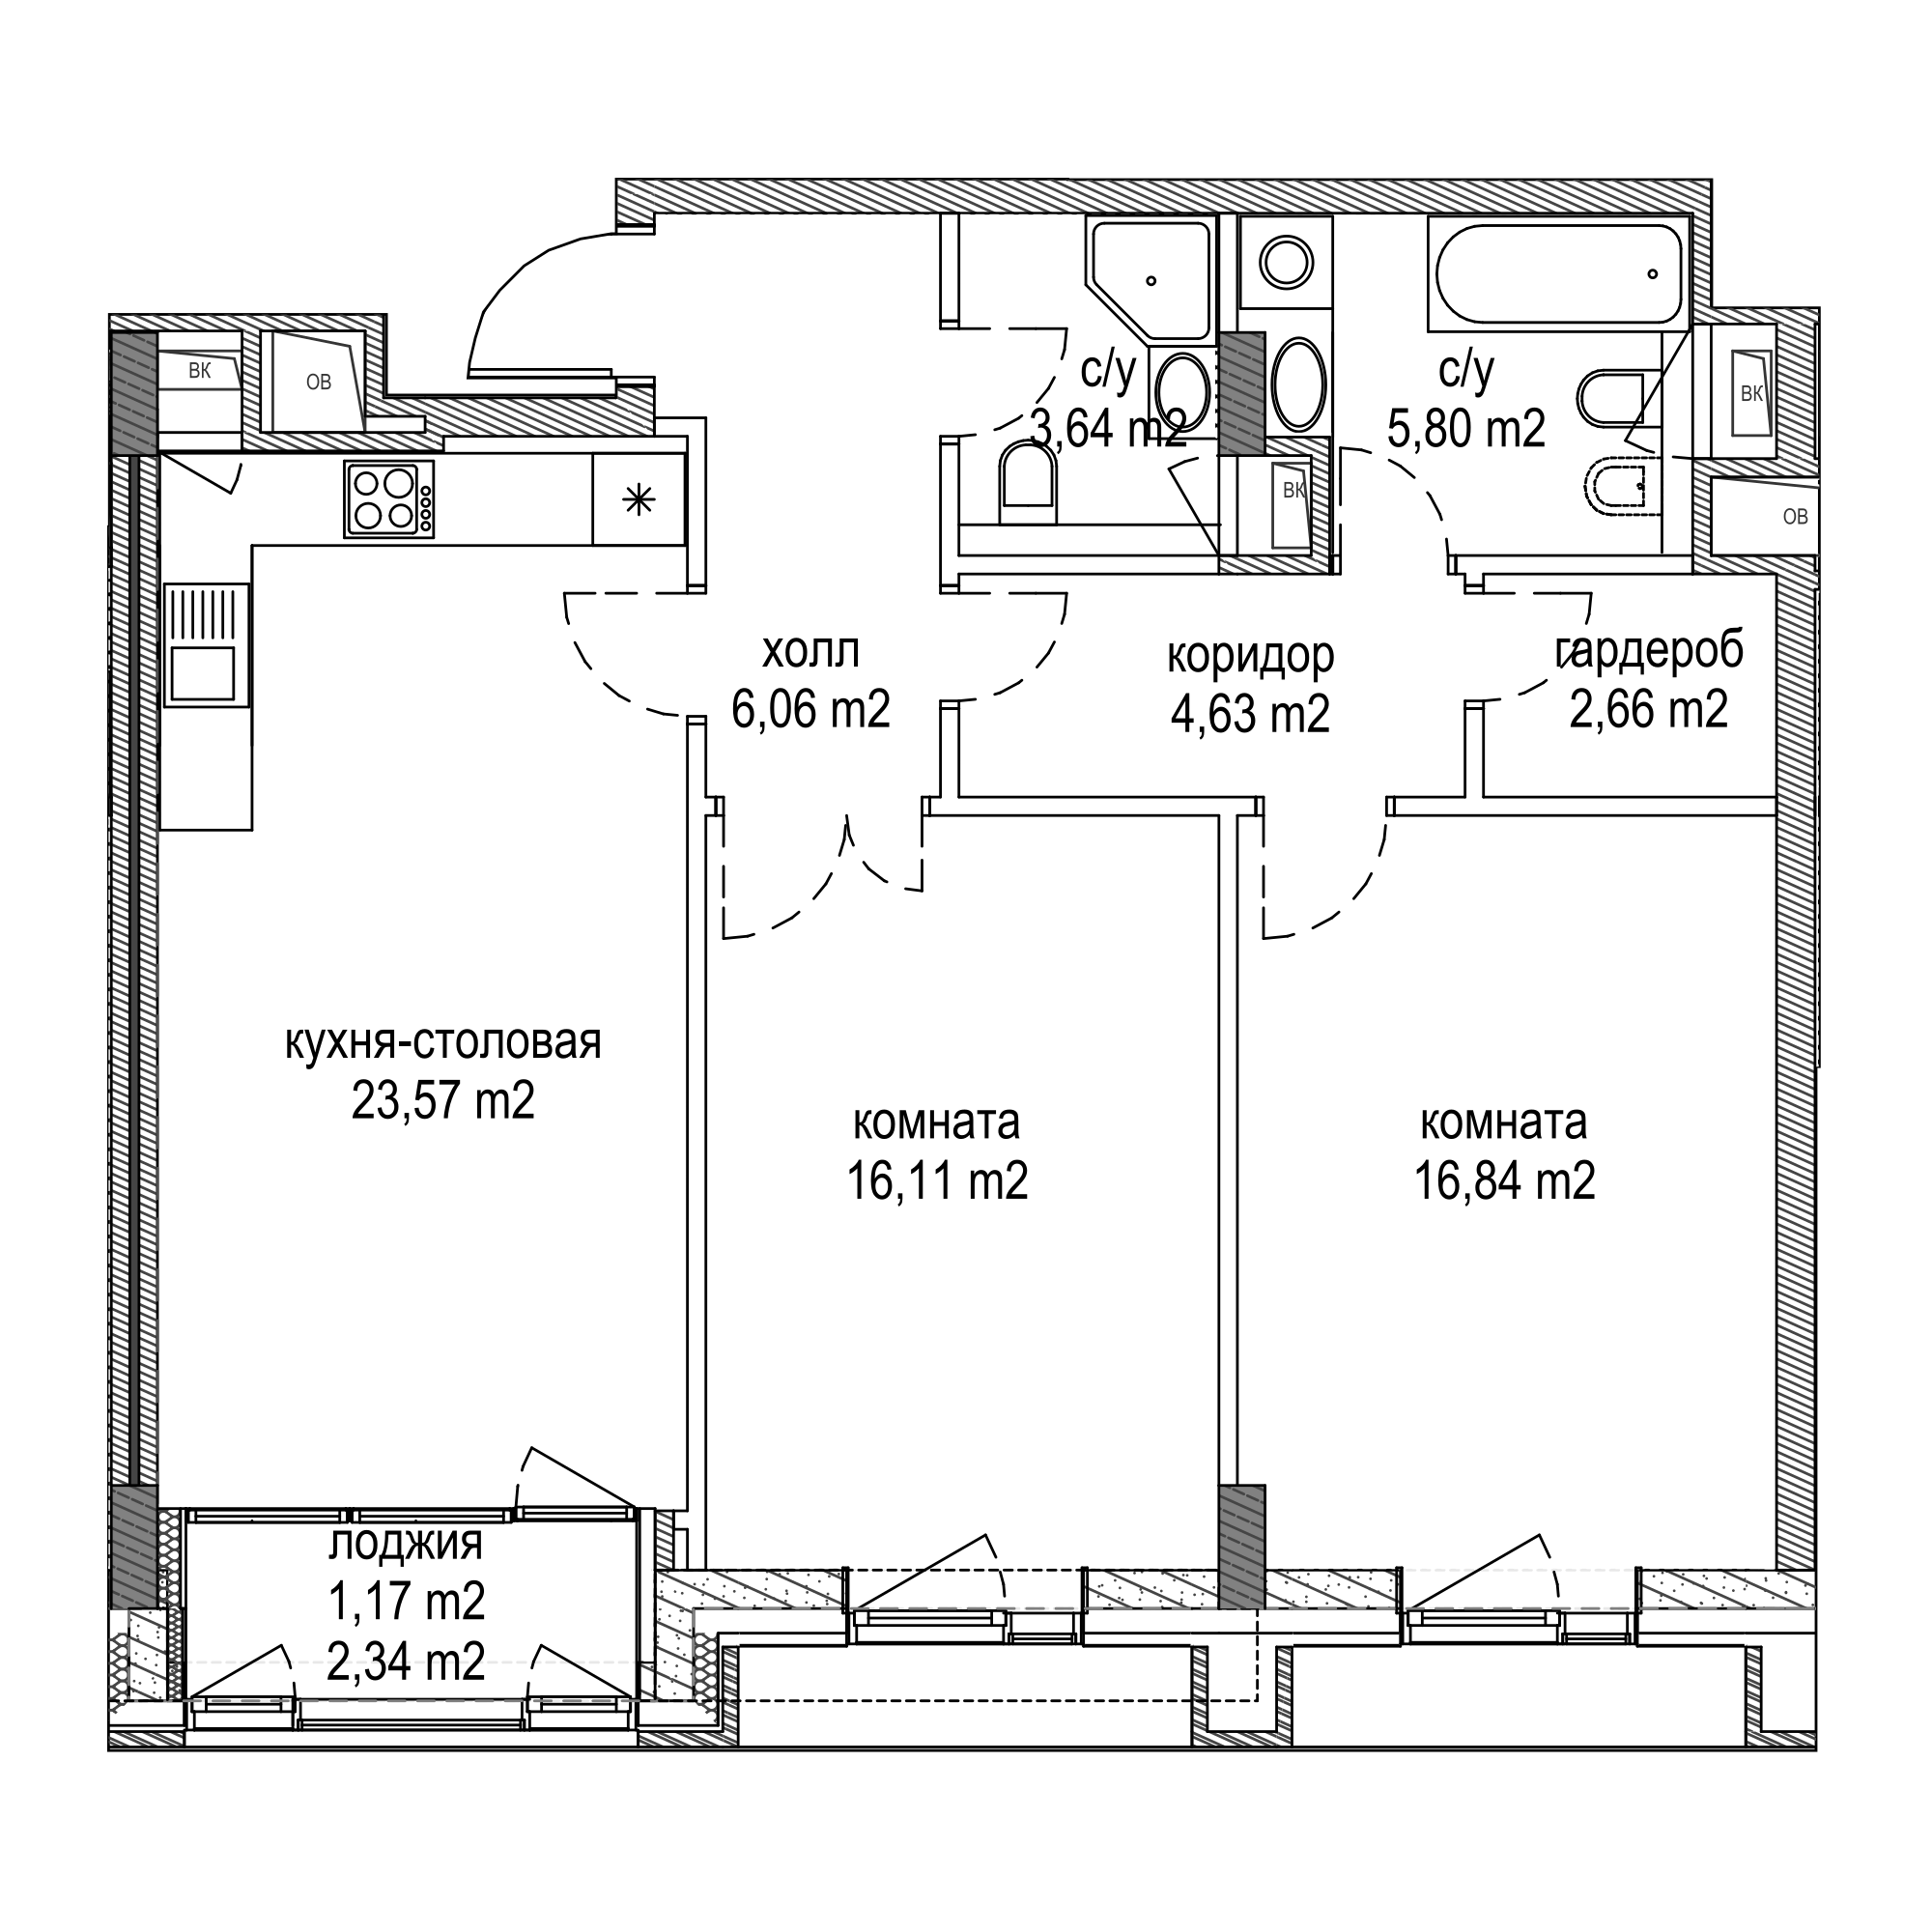 ВК
ОВ
с/у
3,64 m2
с/у
5,80 m2
ВК
ВК
ОВ
холл
6,06 m2
коридор
4,63 m2
гардероб
2,66 m2
кухня-столовая
23,57 m2
комната
16,11 m2
комната
16,84 m2
лоджия
1,17 m2
2,34 m2